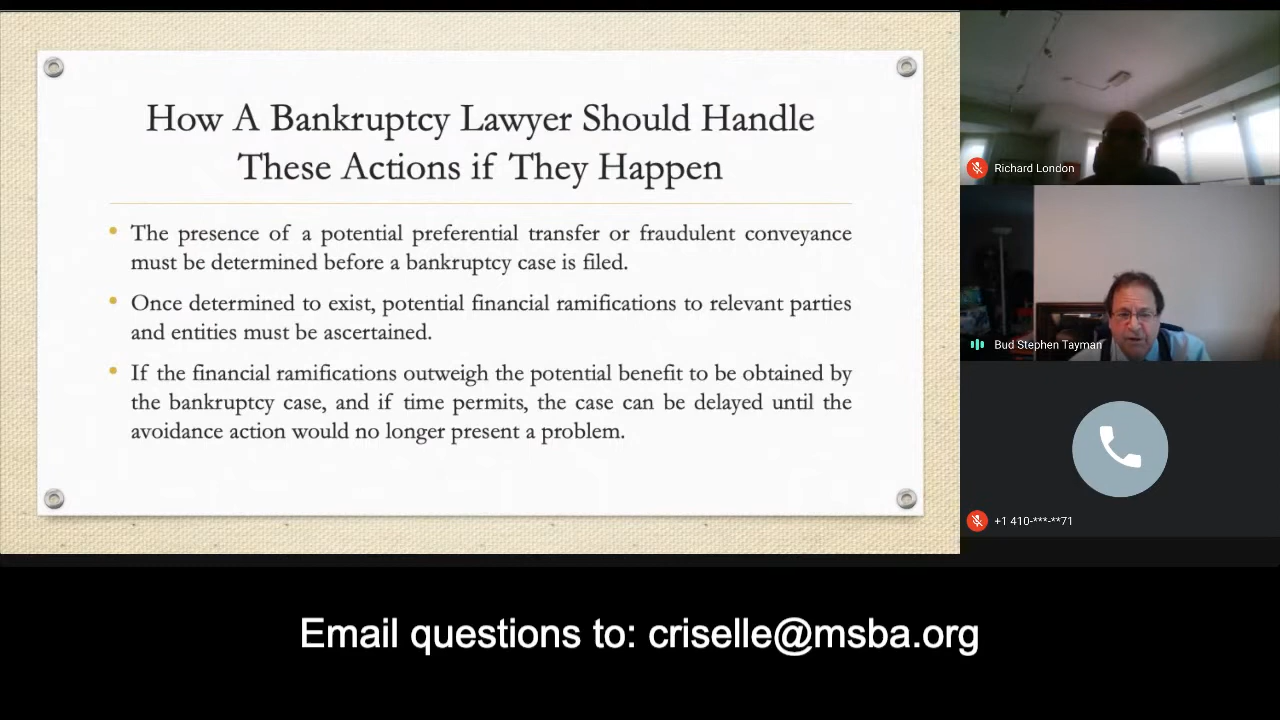 How A Bankruptcy Lawyer Should Handle
These Actions if They Happen
• The presence of a potential preferential transfer or fraudulent conveyance
must be determined before a bankruptcy case is filed.
• Once determined to exist, potential financial ramifications to relevant parties
and entities must be ascertained.
• If the financial ramifications outweigh the potential benefit to be obtained by
the bankruptcy case, and if time permits, the case can be delayed until the
avoidance action would no longer present a problem.
Richard London
Bud Stephen Tayman
+1 410-***-**71
Email questions to: criselle@msba.org